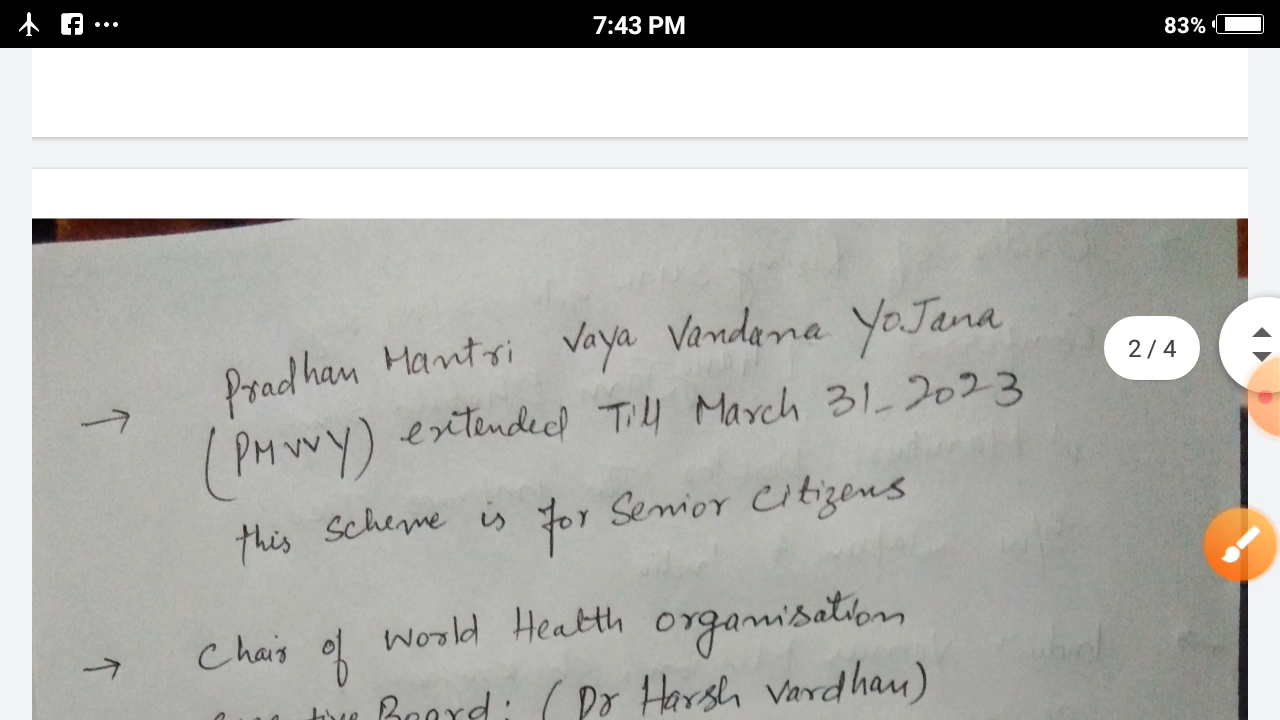 7:43 PM
83%
2 / 4
→ Pradhan Mantri Vaya Vandana YoJana
(PMVVY) extended Till March 31-2023
this scheme is for Senior Citizens
→ Chair of World Health organisation
Board: (Dr Harsh Vardhan)